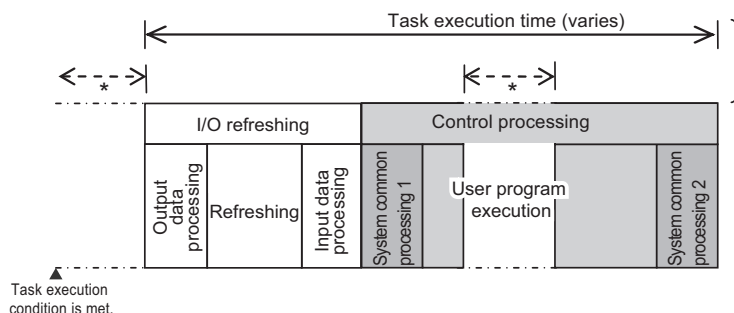 Task execution time (varies)
*
*
I/O refreshing
Control processing
Output
data
processing
Refreshing
Input data
processing
System common
processing 1
User program
execution
System common
processing 2
Task execution
condition is met.